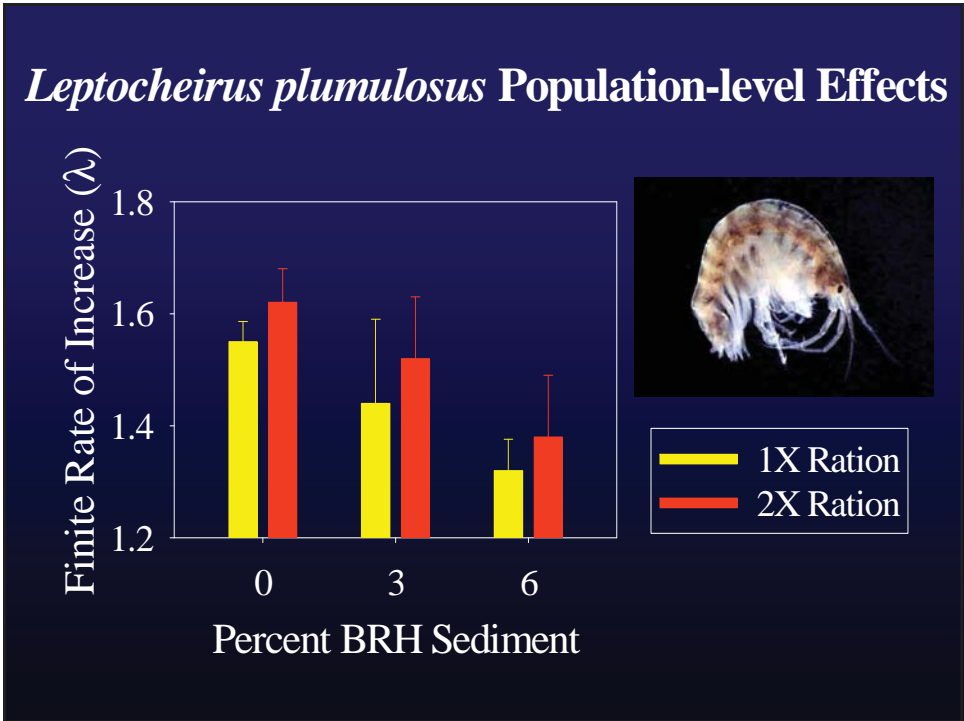 Leptocheirus plumulosus Population-level Effects
Finite Rate of Increase (λ)
1.8
1.6
1.4
1.2
0 3 6
Percent BRH Sediment
1X Ration
2X Ration